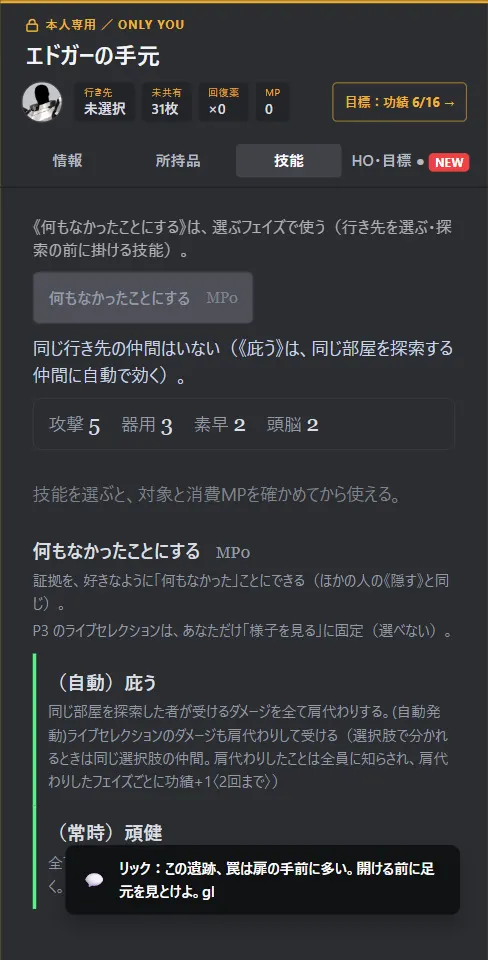 本人専用 ／ ONLY YOU
エドガーの手元
行き先
未選択
未共有
31枚
回復薬
×0
MP
0
目標：功績 6/16 →
情報
所持品
技能
HO・目標
NEW
《何もなかったことにする》は、選ぶフェイズで使う（行き先を選ぶ・探
索の前に掛ける技能）。
何もなかったことにする MP0
同じ行き先の仲間はいない（《庇う》は、同じ部屋を探索する
仲間に自動で効く）。
攻撃 5 器用 3 素早 2 頭脳 2
技能を選ぶと、対象と消費MPを確かめてから使える。
何もなかったことにする MP0
証拠を、好きなように「何もなかった」ことにできる（ほかの人の《隠す》と同
じ）。
P3 のライブセレクションは、あなただけ「様子を見る」に固定（選べない）。
（自動）庇う
同じ部屋を探索した者が受けるダメージを全て肩代わりする。(自動発
動)ライブセレクションのダメージも肩代わりして受ける（選択肢で分かれ
るときは同じ選択肢の仲間。肩代わりしたことは全員に知らされ、肩代
わりしたフェイズごとに功績+1〈2回まで〉）
（常時）頑健
全
く。
リック：この遺跡、罠は扉の手前に多い。開ける前に足
元を見とけよ。gl